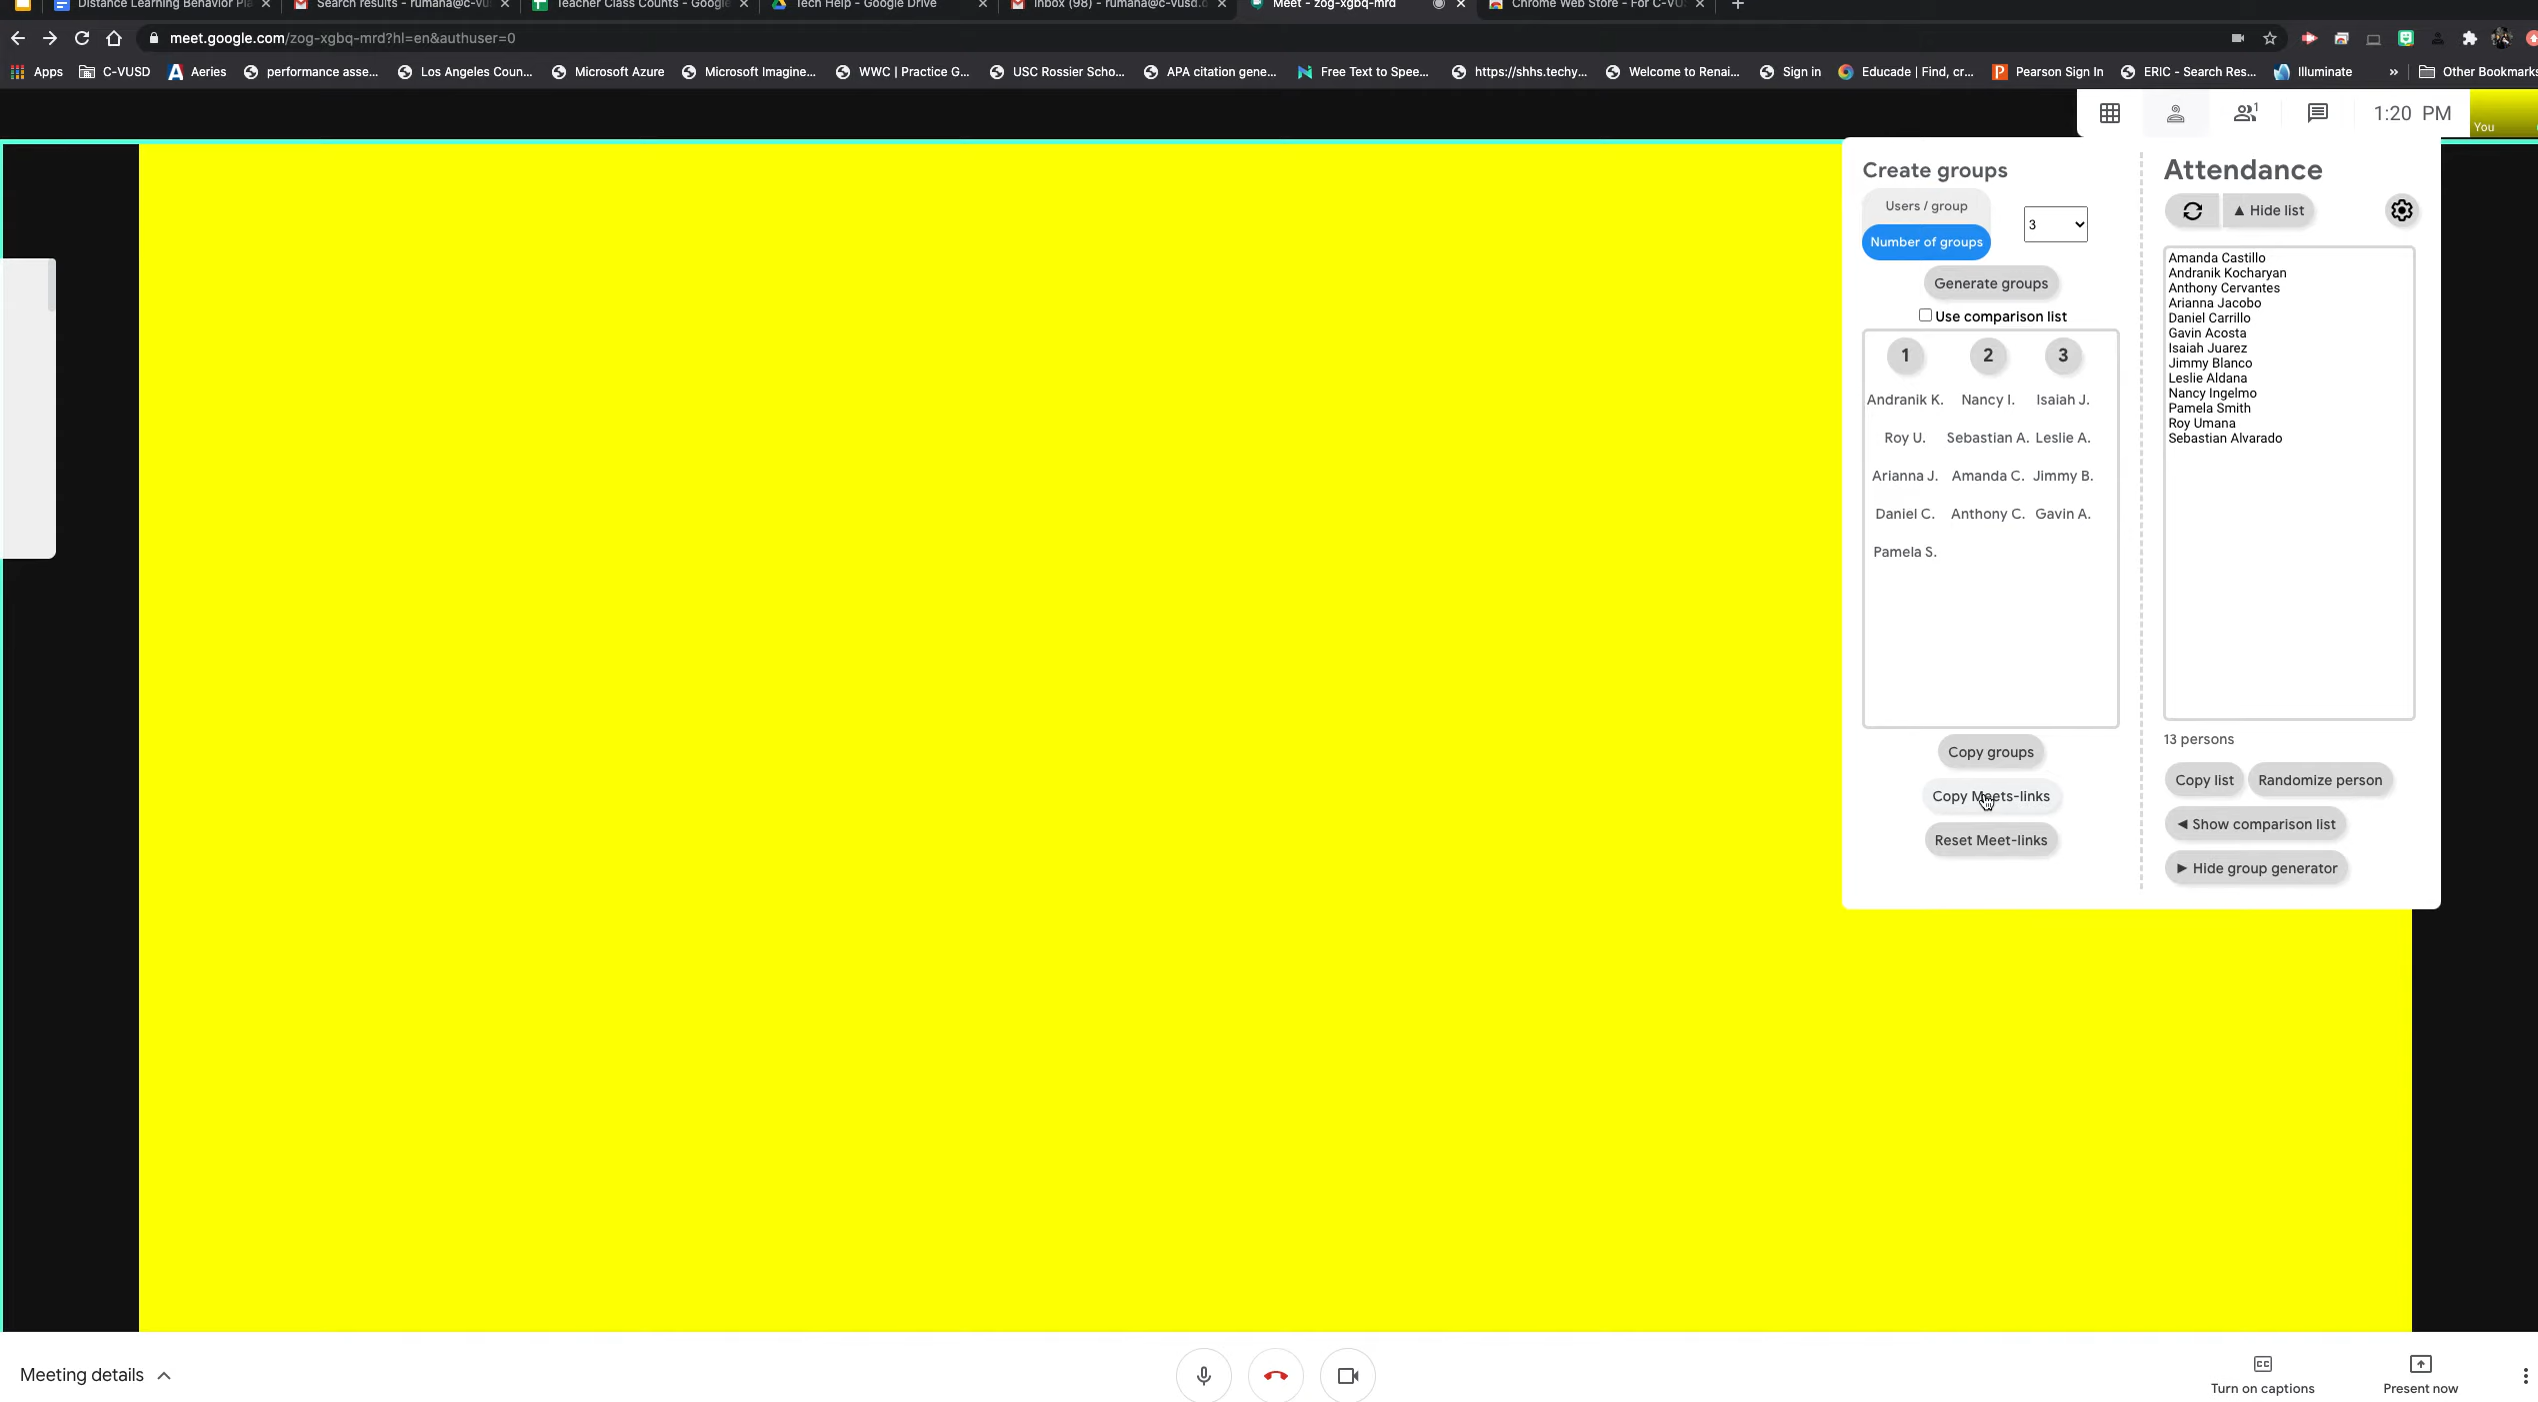 Distance Learning Behavior Pla
Search results - rumana@c-vu
Teacher Class Counts - Google
Tech Help - Google Drive
Inbox (98) - rumana@c-vusd.o
Meet - zog-xgbq-mrd
Chrome Web Store - For C-VU
meet.google.com/zog-xgbq-mrd?hl=en&authuser=0
Apps
C-VUSD
Aeries
performance asse...
Los Angeles Coun...
Microsoft Azure
Microsoft Imagine...
WWC | Practice G...
USC Rossier Scho...
APA citation gene...
Free Text to Spee...
https://shhs.techy...
Welcome to Renai...
Sign in
Educade | Find, cr...
Pearson Sign In
ERIC - Search Res...
Illuminate
»
Other Bookmarks
1
1:20 PM
You
Create groups
Users / group
Number of groups
3
Generate groups
Use comparison list
1 2 3
Andranik K. Nancy I. Isaiah J.
Roy U. Sebastian A. Leslie A.
Arianna J. Amanda C. Jimmy B.
Daniel C. Anthony C. Gavin A.
Pamela S.
Copy groups
Copy Meets-links
Reset Meet-links
Attendance
▲ Hide list
Amanda Castillo
Andranik Kocharyan
Anthony Cervantes
Arianna Jacobo
Daniel Carrillo
Gavin Acosta
Isaiah Juarez
Jimmy Blanco
Leslie Aldana
Nancy Ingelmo
Pamela Smith
Roy Umana
Sebastian Alvarado
13 persons
Copy list
Randomize person
◄ Show comparison list
► Hide group generator
Meeting details
CC
Turn on captions
Present now